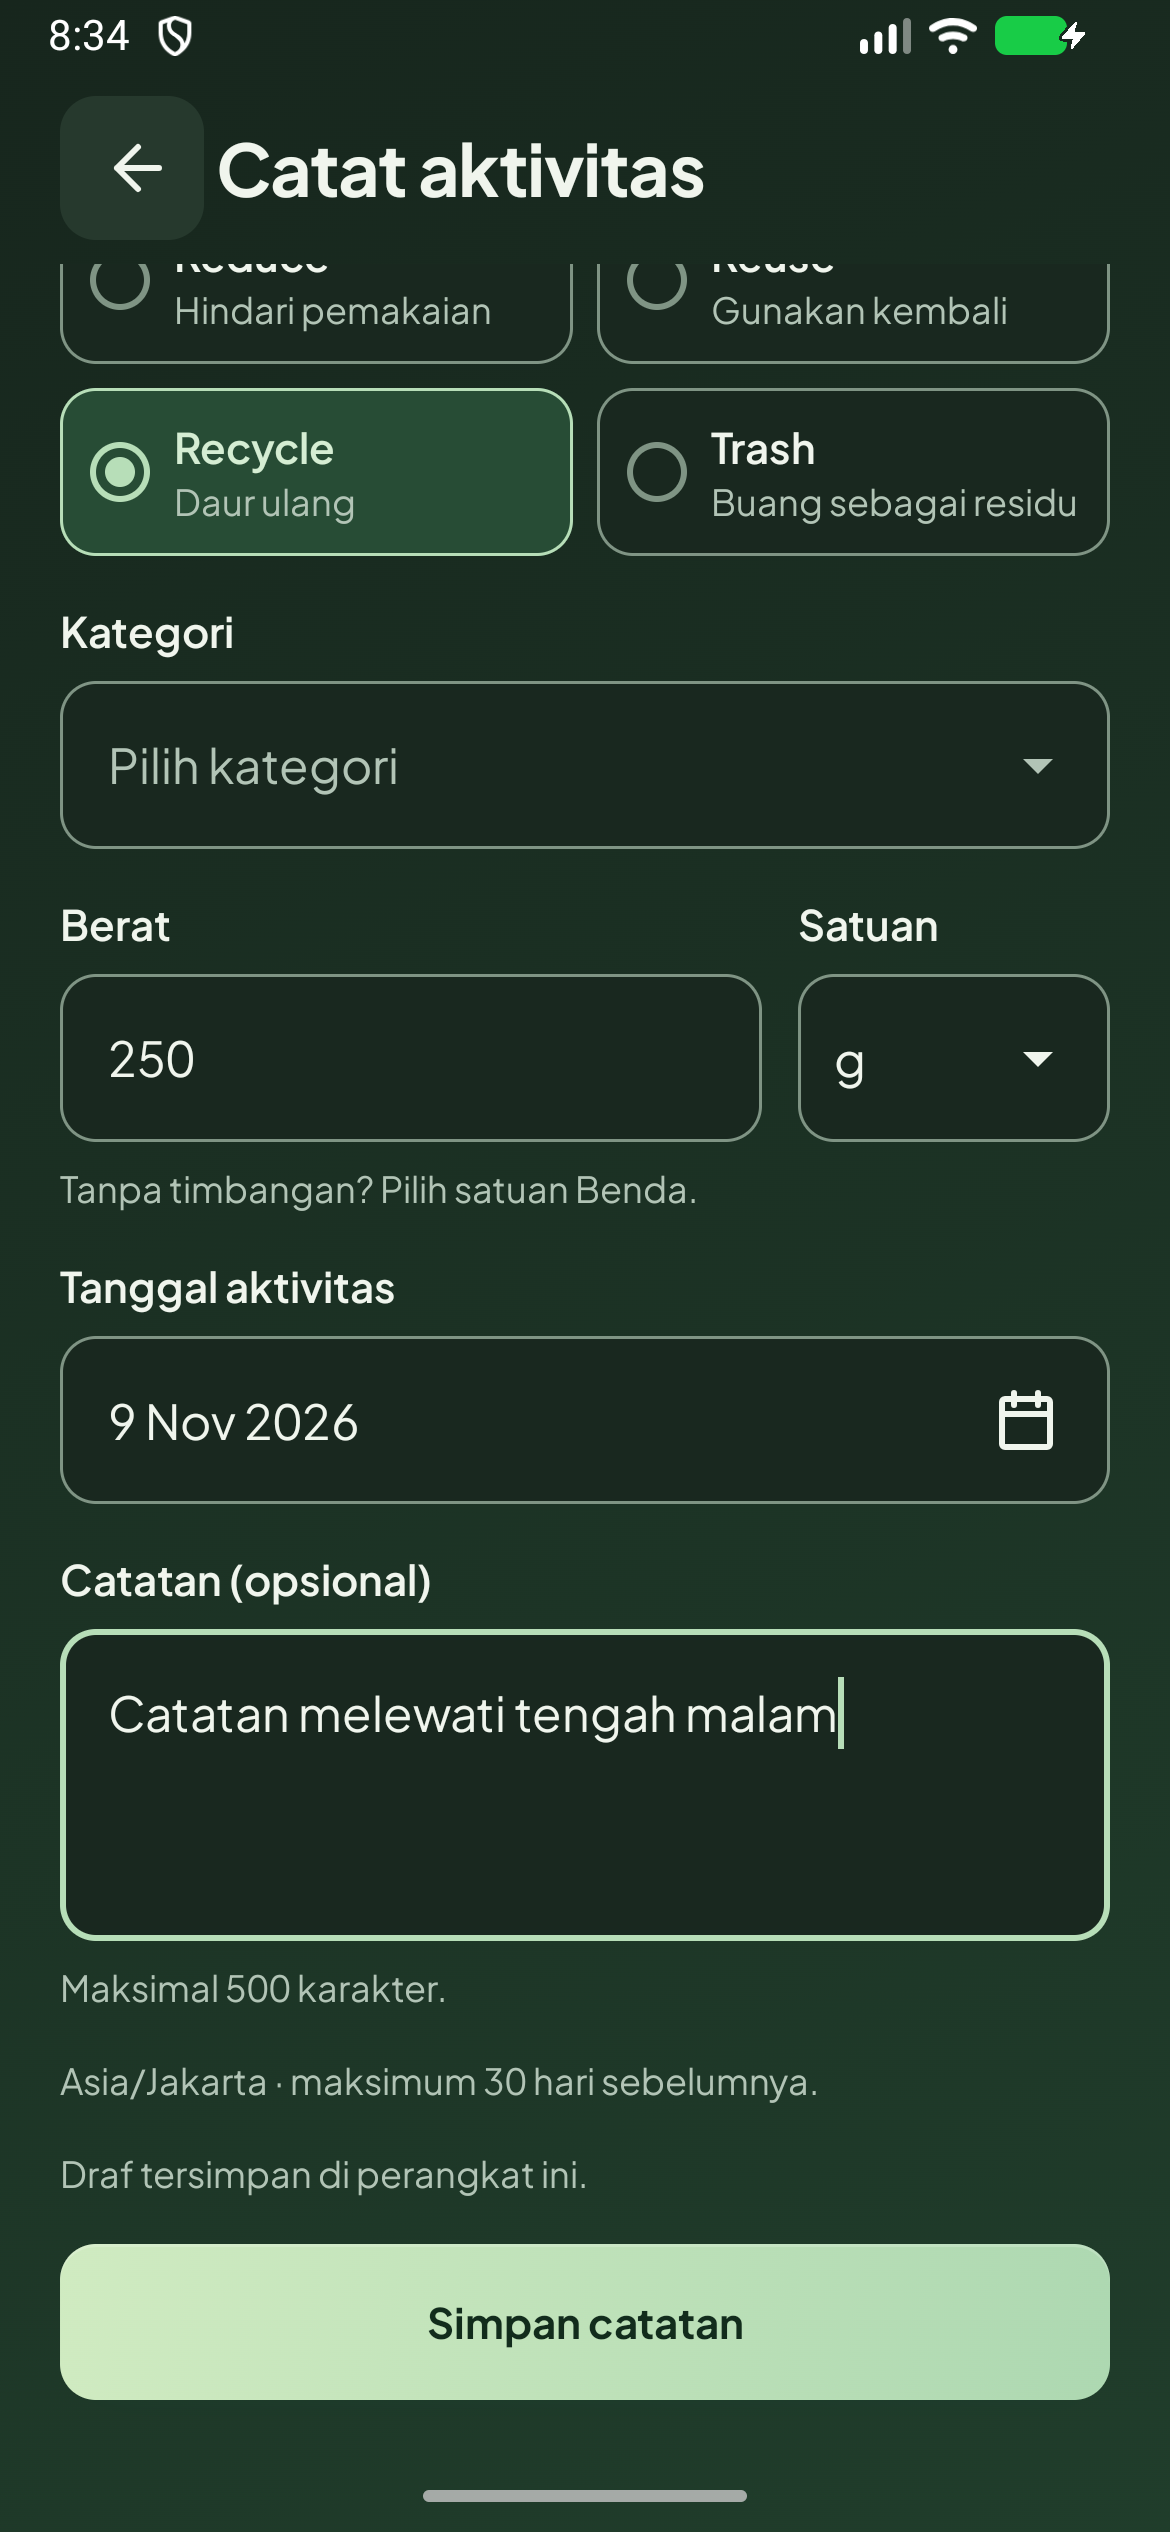 8:34
Catat aktivitas
Reduce
Hindari pemakaian
Reuse
Gunakan kembali
Recycle
Daur ulang
Trash
Buang sebagai residu
Kategori
Pilih kategori
Berat
Satuan
250
g
Tanpa timbangan? Pilih satuan Benda.
Tanggal aktivitas
9 Nov 2026
Catatan (opsional)
Catatan melewati tengah malam
Maksimal 500 karakter.
Asia/Jakarta · maksimum 30 hari sebelumnya.
Draf tersimpan di perangkat ini.
Simpan catatan